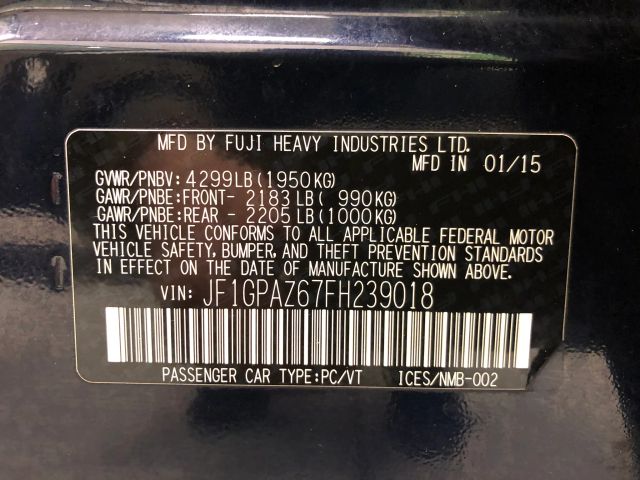 MFD BY FUJI HEAVY INDUSTRIES LTD.
MFD IN 01/15
GVWR/PNBV: 4299LB(1950KG)
GAWR/PNBE:FRONT- 2183LB( 990KG)
GAWR/PNBE:REAR - 2205LB(1000KG)
THIS VEHICLE CONFORMS TO ALL APPLICABLE FEDERAL MOTOR
VEHICLE SAFETY, BUMPER, AND THEFT PREVENTION STANDARDS
IN EFFECT ON THE DATE OF MANUFACTURE SHOWN ABOVE.
VIN: JF1GPAZ67FH239018
PASSENGER CAR TYPE:PC/VT ICES/NMB-002